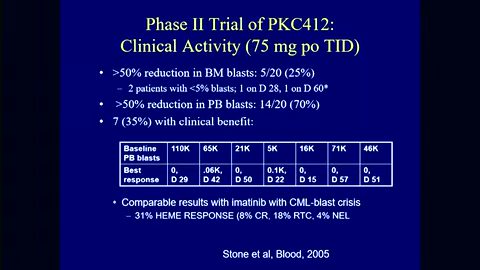 Phase II Trial of PKC412:
Clinical Activity (75 mg po TID)
• >50% reduction in BM blasts: 5/20 (25%)
– 2 patients with <5% blasts; 1 on D 28, 1 on D 60*
• >50% reduction in PB blasts: 14/20 (70%)
• 7 (35%) with clinical benefit:
Baseline PB blasts 110K 65K 21K 5K 16K 71K 46K
Best response 0, D 29 .06K, D 42 0, D 50 0.1K, D 22 0, D 15 0, D 57 0, D 51
• Comparable results with imatinib with CML-blast crisis
– 31% HEME RESPONSE (8% CR, 18% RTC, 4% NEL
Stone et al, Blood, 2005